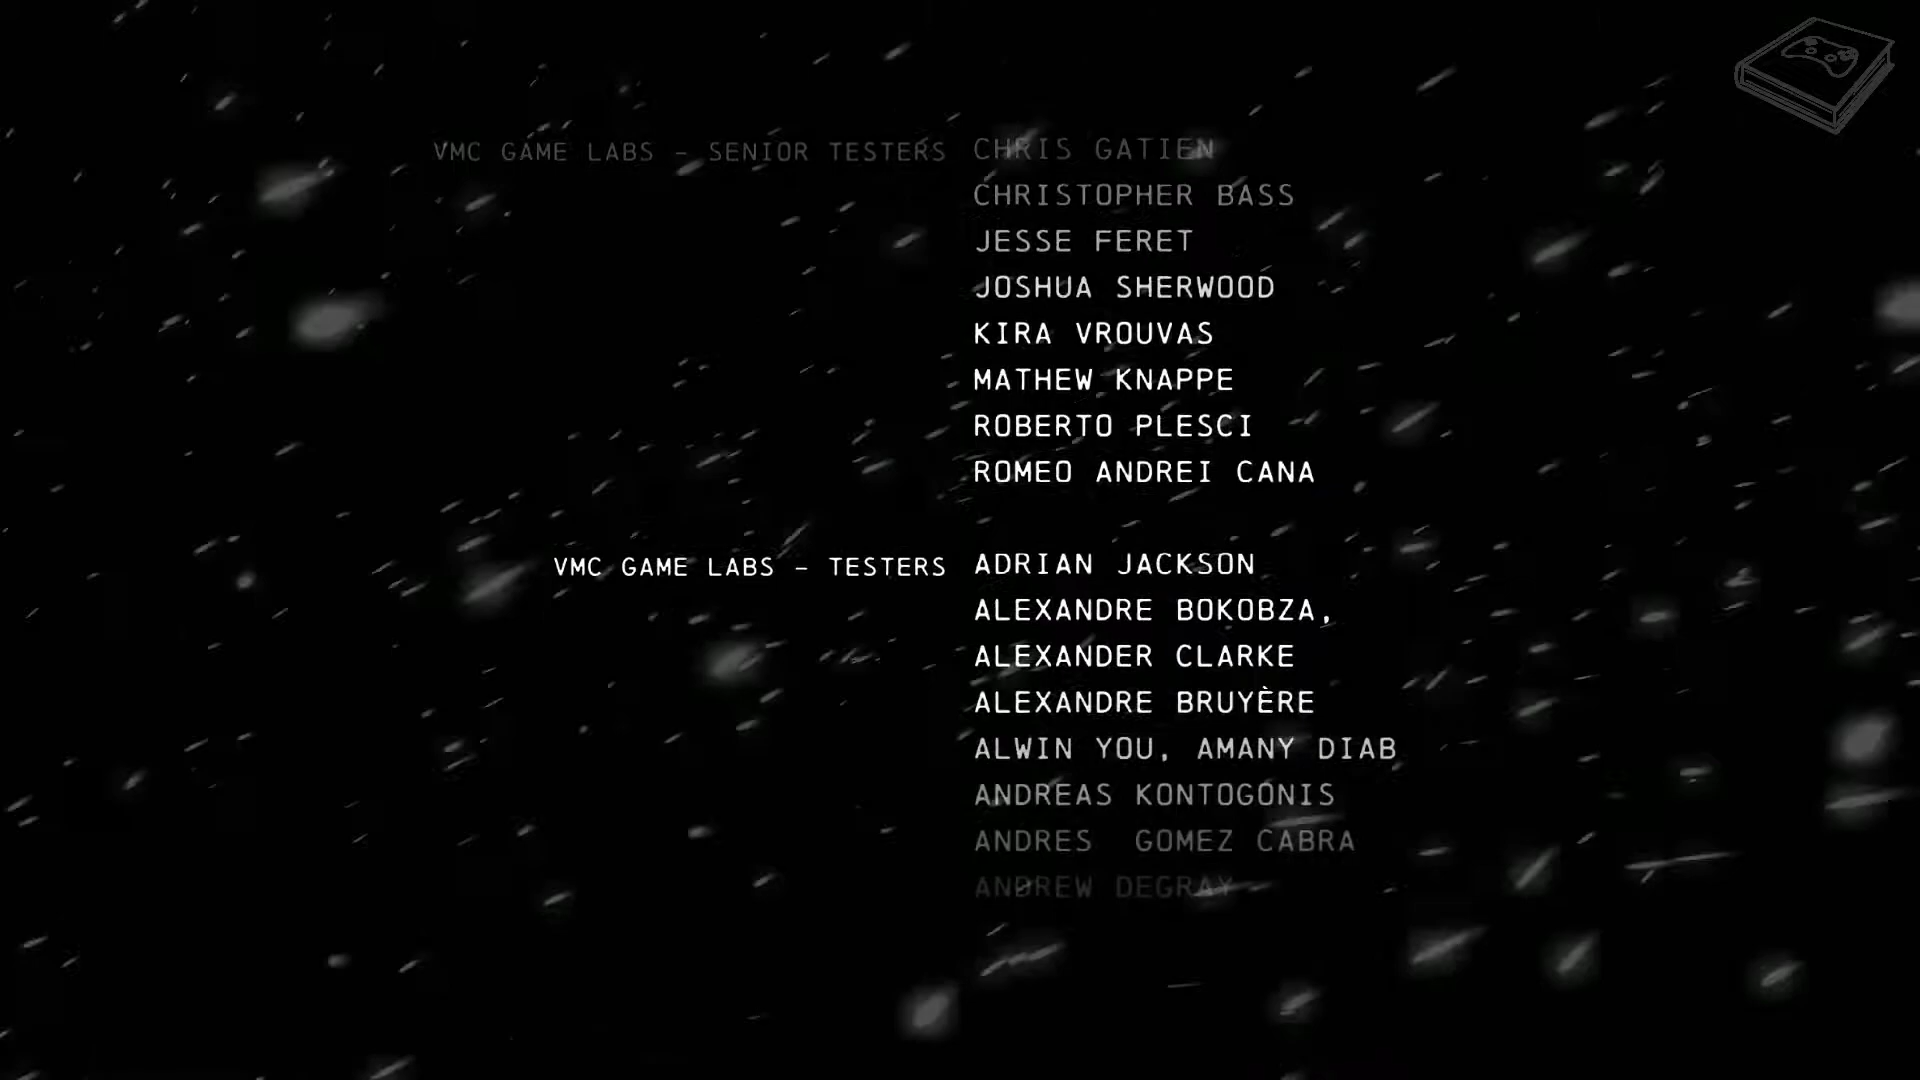 VMC GAME LABS - SENIOR TESTERS CHRIS GATIEN
CHRISTOPHER BASS
JESSE FERET
JOSHUA SHERWOOD
KIRA VROUVAS
MATHEW KNAPPE
ROBERTO PLESCI
ROMEO ANDREI CANA
VMC GAME LABS - TESTERS ADRIAN JACKSON
ALEXANDRE BOKOBZA,
ALEXANDER CLARKE
ALEXANDRE BRUYÈRE
ALWIN YOU, AMANY DIAB
ANDREAS KONTOGONIS
ANDRES  GOMEZ CABRA
ANDREW DEGRAY